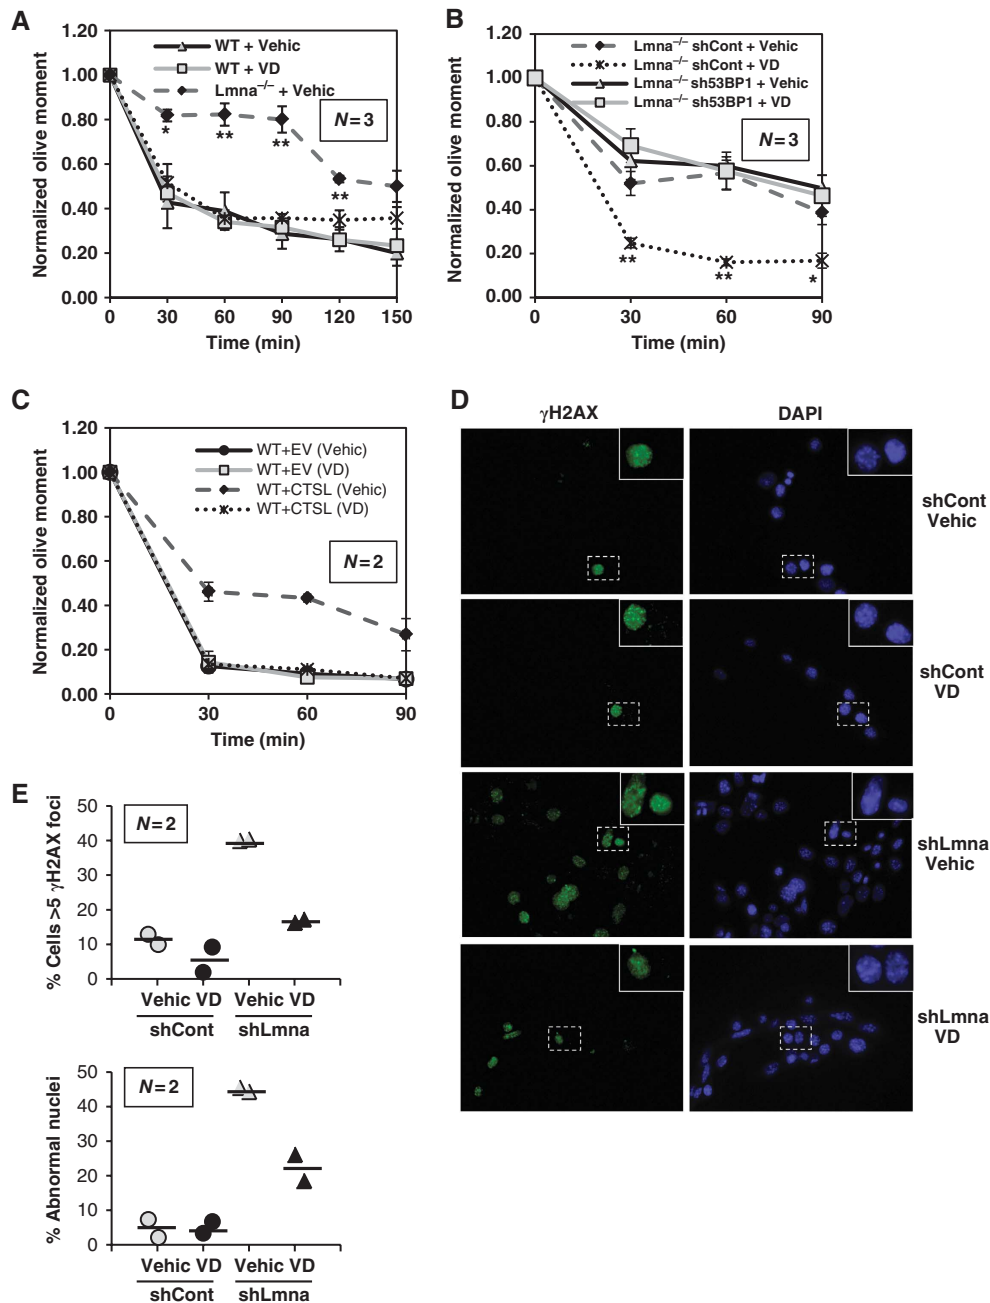 A
1.20
1.00
0.80
0.60
0.40
0.20
0.00
Normalized olive moment
WT + Vehic
WT + VD
Lmna–/– + Vehic
N = 3
*
**
**
**
0 30 60 90 120 150
Time (min)
B
1.20
1.00
0.80
0.60
0.40
0.20
0.00
Normalized olive moment
Lmna–/– shCont + Vehic
Lmna–/– shCont + VD
Lmna–/– sh53BP1 + Vehic
Lmna–/– sh53BP1 + VD
N = 3
**
**
*
0 30 60 90
Time (min)
C
1.20
1.00
0.80
0.60
0.40
0.20
0.00
Normalized olive moment
WT+EV (Vehic)
WT+EV (VD)
WT+CTSL (Vehic)
WT+CTSL (VD)
N = 2
0 30 60 90
Time (min)
D
γH2AX DAPI
shCont
Vehic
shCont
VD
shLmna
Vehic
shLmna
VD
E
50
40
30
20
10
0
% Cells >5 γH2AX foci
N = 2
Vehic VD Vehic VD
shCont shLmna
50
40
30
20
10
0
% Abnormal nuclei
N = 2
Vehic VD Vehic VD
shCont shLmna